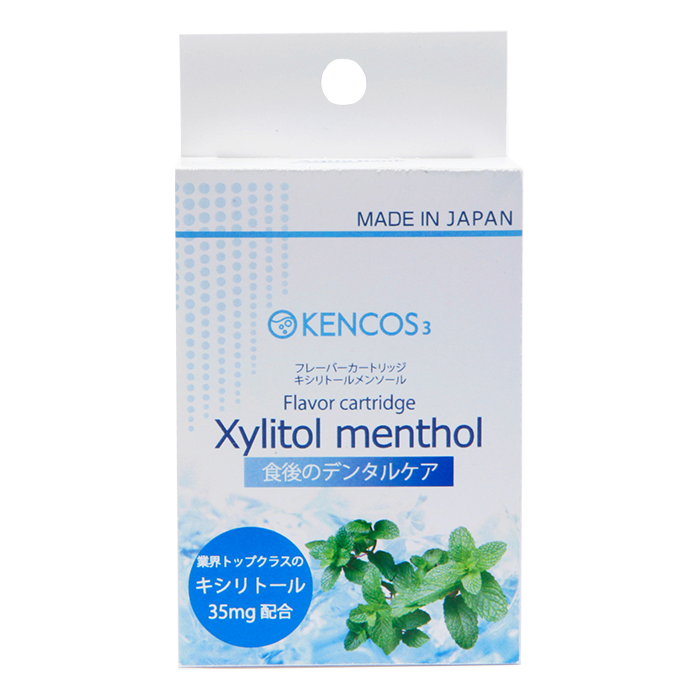 MADE IN JAPAN
KENCOS 3
フレーバーカートリッジ
キシリトールメンソール
Flavor cartridge
Xylitol menthol
食後のデンタルケア
業界トップクラスの
キシリトール
35mg 配合